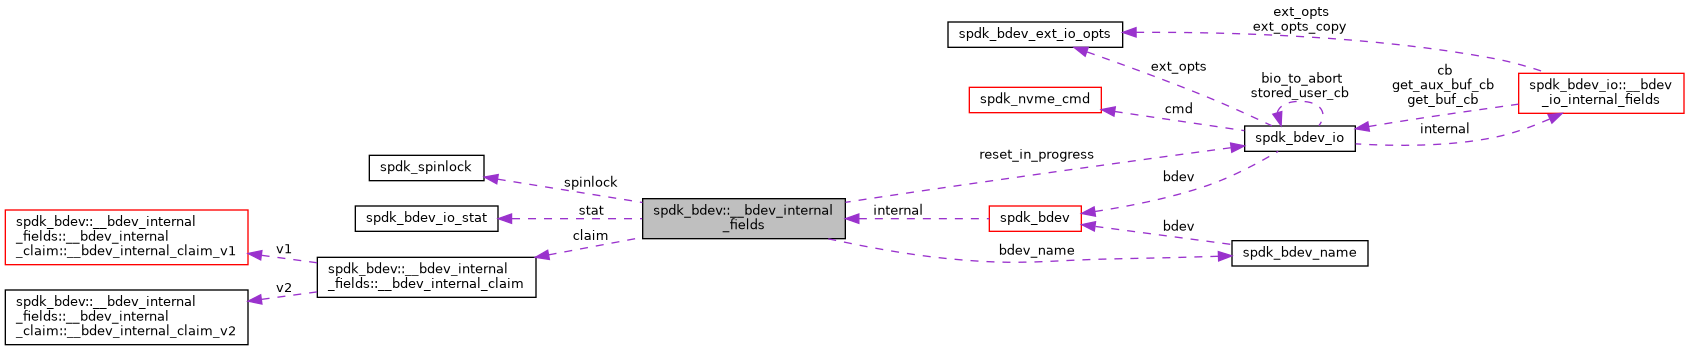 ext_opts
ext_opts_copy
spdk_bdev_ext_io_opts
ext_opts
bio_to_abort
stored_user_cb
cb
get_aux_buf_cb
get_buf_cb
spdk_bdev_io::__bdev
_io_internal_fields
spdk_nvme_cmd
cmd
internal
spdk_bdev_io
reset_in_progress
spdk_spinlock
spinlock
bdev
spdk_bdev_io_stat
stat
spdk_bdev::__bdev_internal
_fields
internal
spdk_bdev
bdev
claim
bdev_name
spdk_bdev_name
spdk_bdev::__bdev_internal
_fields::__bdev_internal
_claim::__bdev_internal_claim_v1
v1
spdk_bdev::__bdev_internal
_fields::__bdev_internal_claim
v2
spdk_bdev::__bdev_internal
_fields::__bdev_internal
_claim::__bdev_internal_claim_v2